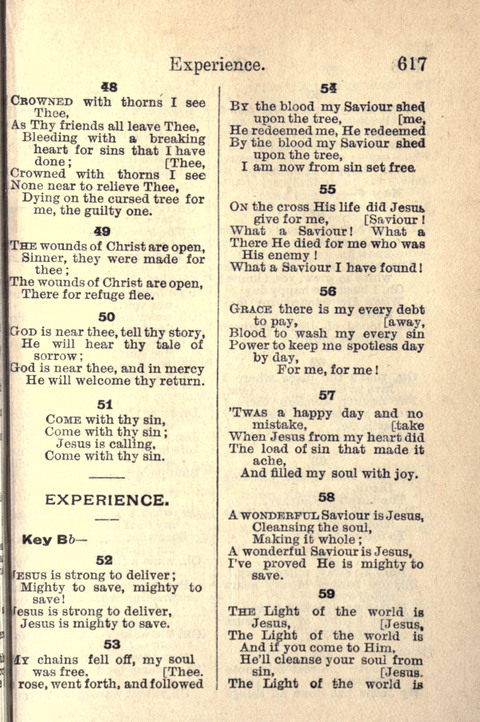 Experience. 617
48
CROWNED with thorns I see
Thee,
As Thy friends all leave Thee,
Bleeding with a breaking
heart for sins that I have
done; [Thee,
Crowned with thorns I see
None near to relieve Thee,
Dying on the cursed tree for
me, the guilty one.
49
THE wounds of Christ are open,
Sinner, they were made for
thee;
The wounds of Christ are open,
There for refuge flee.
50
GOD is near thee, tell thy story,
He will hear thy tale of
sorrow;
God is near thee, and in mercy
He will welcome thy return.
51
COME with thy sin,
Come with thy sin;
Jesus is calling,
Come with thy sin.
EXPERIENCE.
Key B♭—
52
JESUS is strong to deliver;
Mighty to save, mighty to
save!
Jesus is strong to deliver,
Jesus is mighty to save.
53
MY chains fell off, my soul
was free. [Thee.
rose, went forth, and followed
54
BY the blood my Saviour shed
upon the tree, [me,
He redeemed me, He redeemed
By the blood my Saviour shed
upon the tree,
I am now from sin set free.
55
ON the cross His life did Jesus
give for me, [Saviour!
What a Saviour! What a
There He died for me who was
His enemy!
What a Saviour I have found!
56
GRACE there is my every debt
to pay, [away,
Blood to wash my every sin
Power to keep me spotless day
by day,
For me, for me!
57
'TWAS a happy day and no
mistake, [take
When Jesus from my heart did
The load of sin that made it
ache,
And filled my soul with joy.
58
A WONDERFUL Saviour is Jesus,
Cleansing the soul,
Making it whole;
A wonderful Saviour is Jesus,
I've proved He is mighty to
save.
59
THE Light of the world is
Jesus, [Jesus,
The Light of the world is
And if you come to Him,
He'll cleanse your soul from
sin, [Jesus.
The Light of the world is